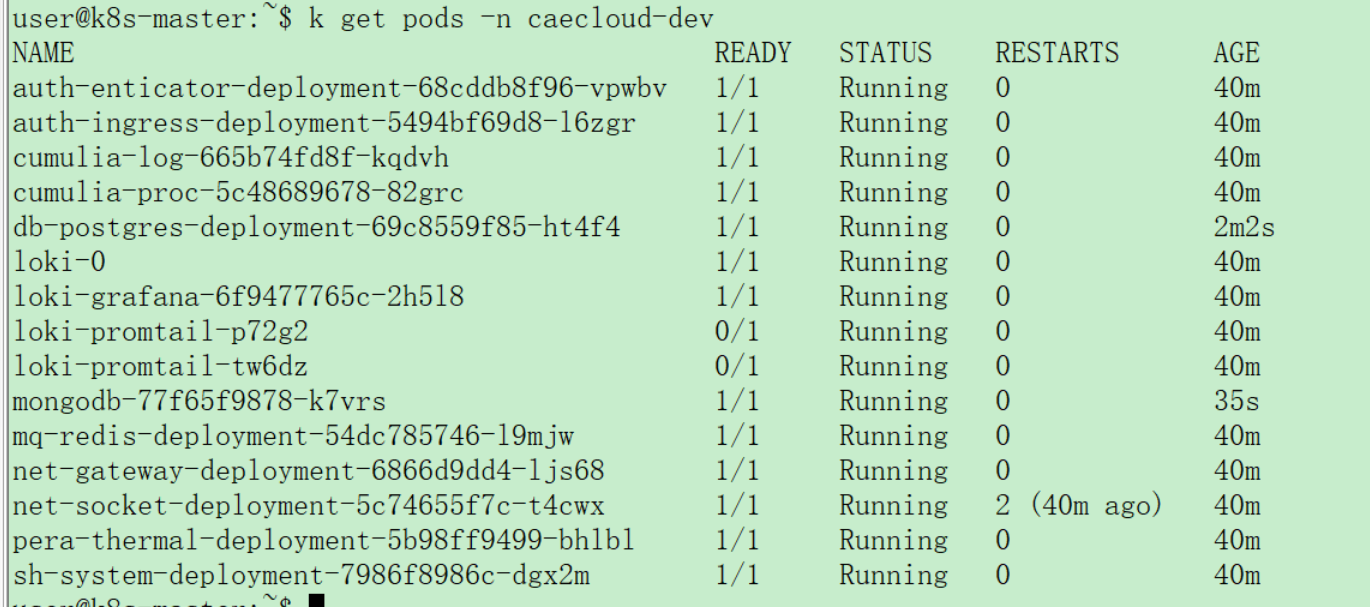 user@k8s-master:~$ k get pods -n caecloud-dev
NAME READY STATUS RESTARTS AGE
auth-enticator-deployment-68cddb8f96-vpwbv 1/1 Running 0 40m
auth-ingress-deployment-5494bf69d8-l6zgr 1/1 Running 0 40m
cumulia-log-665b74fd8f-kqdvh 1/1 Running 0 40m
cumulia-proc-5c48689678-82grc 1/1 Running 0 40m
db-postgres-deployment-69c8559f85-ht4f4 1/1 Running 0 2m2s
loki-0 1/1 Running 0 40m
loki-grafana-6f9477765c-2h5l8 1/1 Running 0 40m
loki-promtail-p72g2 0/1 Running 0 40m
loki-promtail-tw6dz 0/1 Running 0 40m
mongodb-77f65f9878-k7vrs 1/1 Running 0 35s
mq-redis-deployment-54dc785746-l9mjw 1/1 Running 0 40m
net-gateway-deployment-6866d9dd4-ljs68 1/1 Running 0 40m
net-socket-deployment-5c74655f7c-t4cwx 1/1 Running 2 (40m ago) 40m
pera-thermal-deployment-5b98ff9499-bhlbl 1/1 Running 0 40m
sh-system-deployment-7986f8986c-dgx2m 1/1 Running 0 40m
user@k8s-master:~$